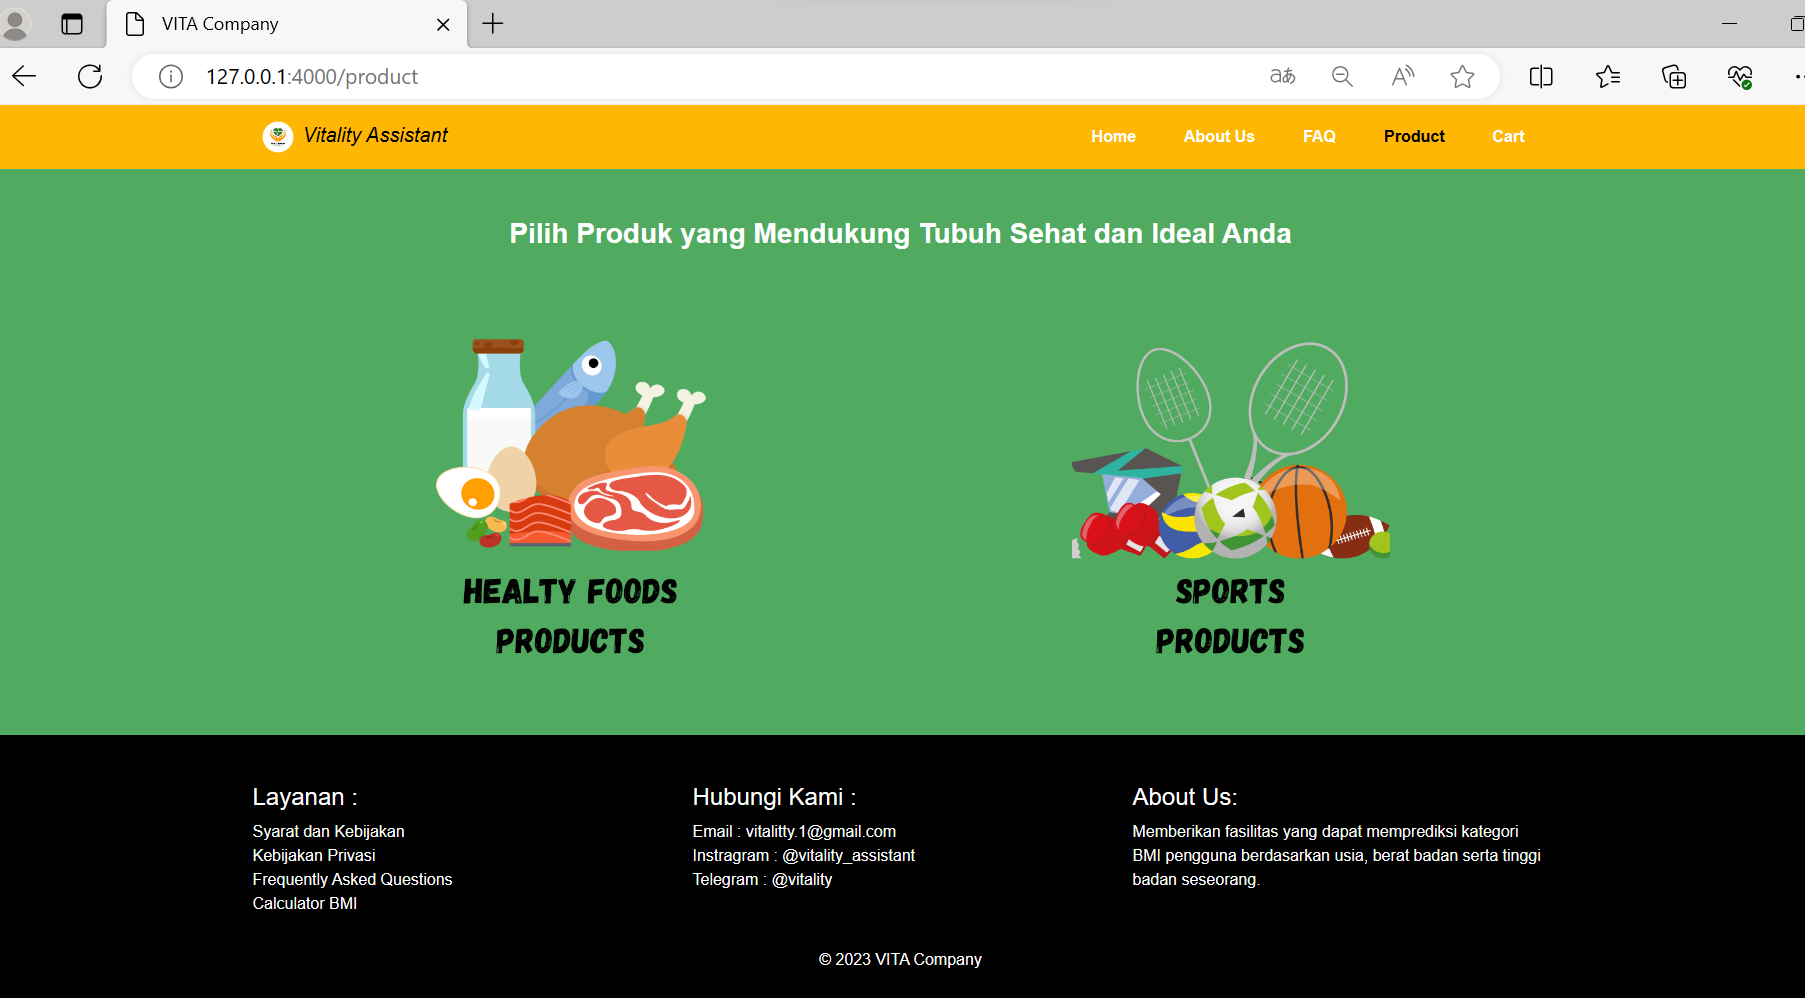 VITA Company
127.0.0.1:4000/product
Vitality Assistant
Home
About Us
FAQ
Product
Cart
Pilih Produk yang Mendukung Tubuh Sehat dan Ideal Anda
HEALTY FOODS
PRODUCTS
SPORTS
PRODUCTS
Layanan :
Syarat dan Kebijakan
Kebijakan Privasi
Frequently Asked Questions
Calculator BMI
Hubungi Kami :
Email : vitalitty.1@gmail.com
Instragram : @vitality_assistant
Telegram : @vitality
About Us:
Memberikan fasilitas yang dapat memprediksi kategori
BMI pengguna berdasarkan usia, berat badan serta tinggi
badan seseorang.
© 2023 VITA Company